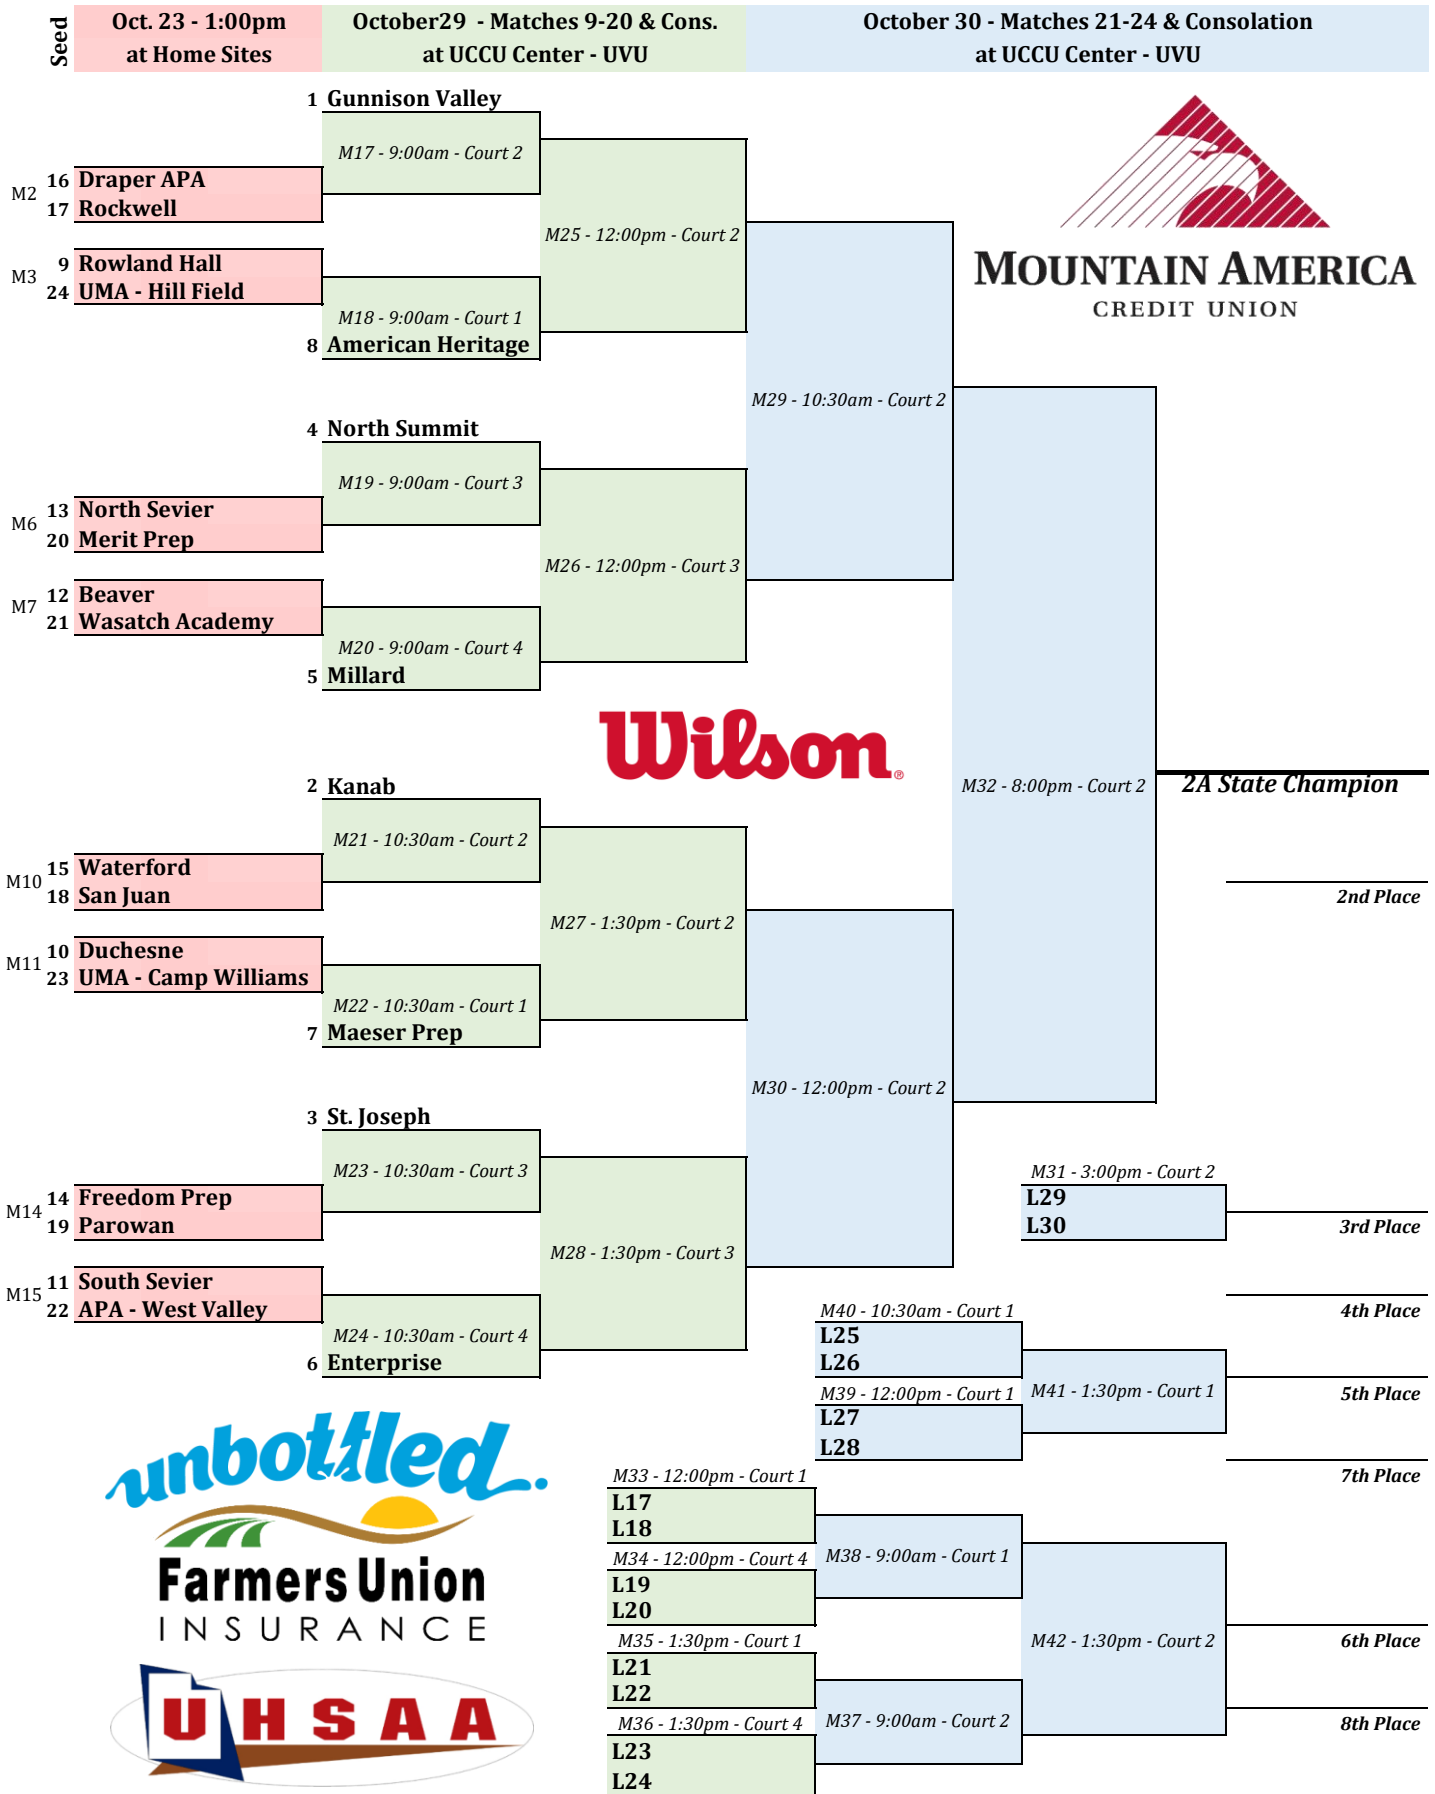 Seed
Oct. 23 - 1:00pm
at Home Sites
October29 - Matches 9-20 & Cons.
at UCCU Center - UVU
October 30 - Matches 21-24 & Consolation
at UCCU Center - UVU
1 Gunnison Valley
M17 - 9:00am - Court 2
M2
16 Draper APA
17 Rockwell
M25 - 12:00pm - Court 2
M3
9 Rowland Hall
24 UMA - Hill Field
M18 - 9:00am - Court 1
8 American Heritage
MOUNTAIN AMERICA
CREDIT UNION
M29 - 10:30am - Court 2
4 North Summit
M19 - 9:00am - Court 3
M6
13 North Sevier
20 Merit Prep
M26 - 12:00pm - Court 3
M7
12 Beaver
21 Wasatch Academy
M20 - 9:00am - Court 4
5 Millard
Wilson®
M32 - 8:00pm - Court 2
2A State Champion
2 Kanab
M21 - 10:30am - Court 2
M10
15 Waterford
18 San Juan
2nd Place
M27 - 1:30pm - Court 2
M11
10 Duchesne
23 UMA - Camp Williams
M22 - 10:30am - Court 1
7 Maeser Prep
M30 - 12:00pm - Court 2
3 St. Joseph
M23 - 10:30am - Court 3
M14
14 Freedom Prep
19 Parowan
M31 - 3:00pm - Court 2
L29
L30
3rd Place
M28 - 1:30pm - Court 3
M15
11 South Sevier
22 APA - West Valley
M24 - 10:30am - Court 4
6 Enterprise
M40 - 10:30am - Court 1
4th Place
L25
L26
M39 - 12:00pm - Court 1
M41 - 1:30pm - Court 1
5th Place
L27
L28
unbottled
Farmers Union
INSURANCE
UHSAA
M33 - 12:00pm - Court 1
7th Place
L17
L18
M34 - 12:00pm - Court 4
M38 - 9:00am - Court 1
L19
L20
M35 - 1:30pm - Court 1
M42 - 1:30pm - Court 2
6th Place
L21
L22
M36 - 1:30pm - Court 4
M37 - 9:00am - Court 2
8th Place
L23
L24